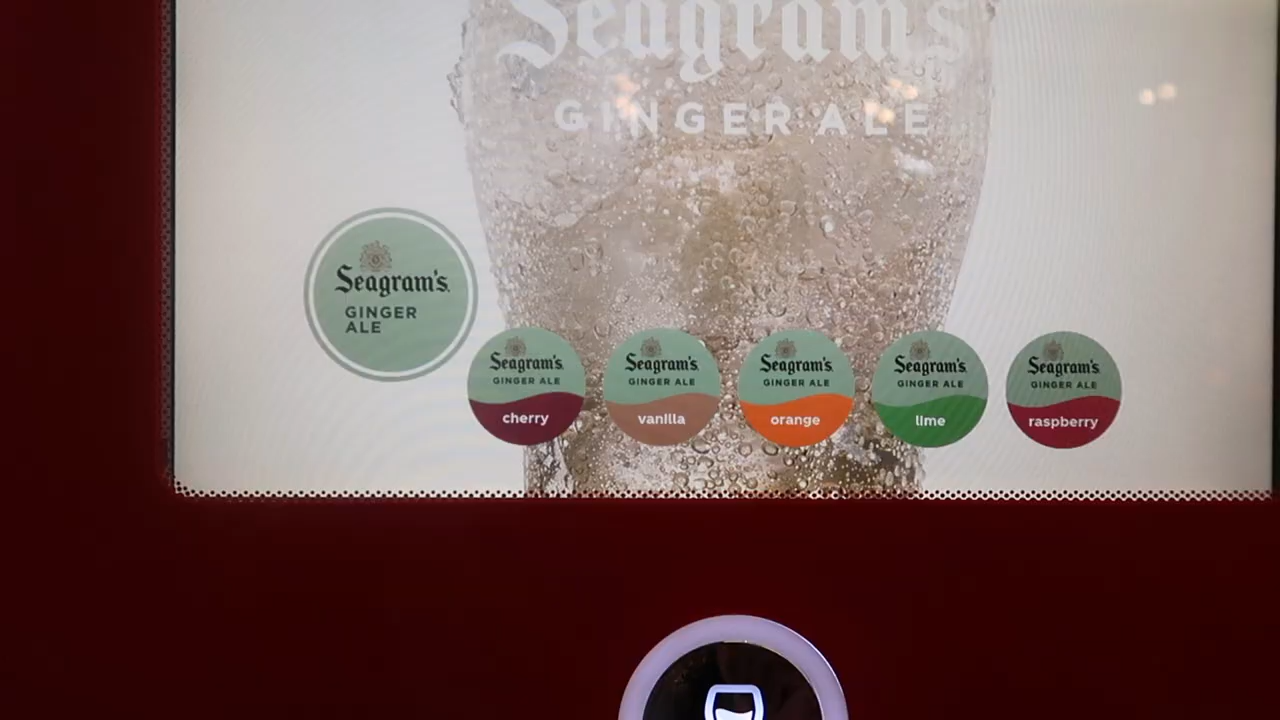 Seagram's
GINGER ALE
Seagram's
GINGER
ALE
Seagram's
GINGER ALE
cherry
Seagram's
GINGER ALE
vanilla
Seagram's
GINGER ALE
orange
Seagram's
GINGER ALE
lime
Seagram's
GINGER ALE
raspberry